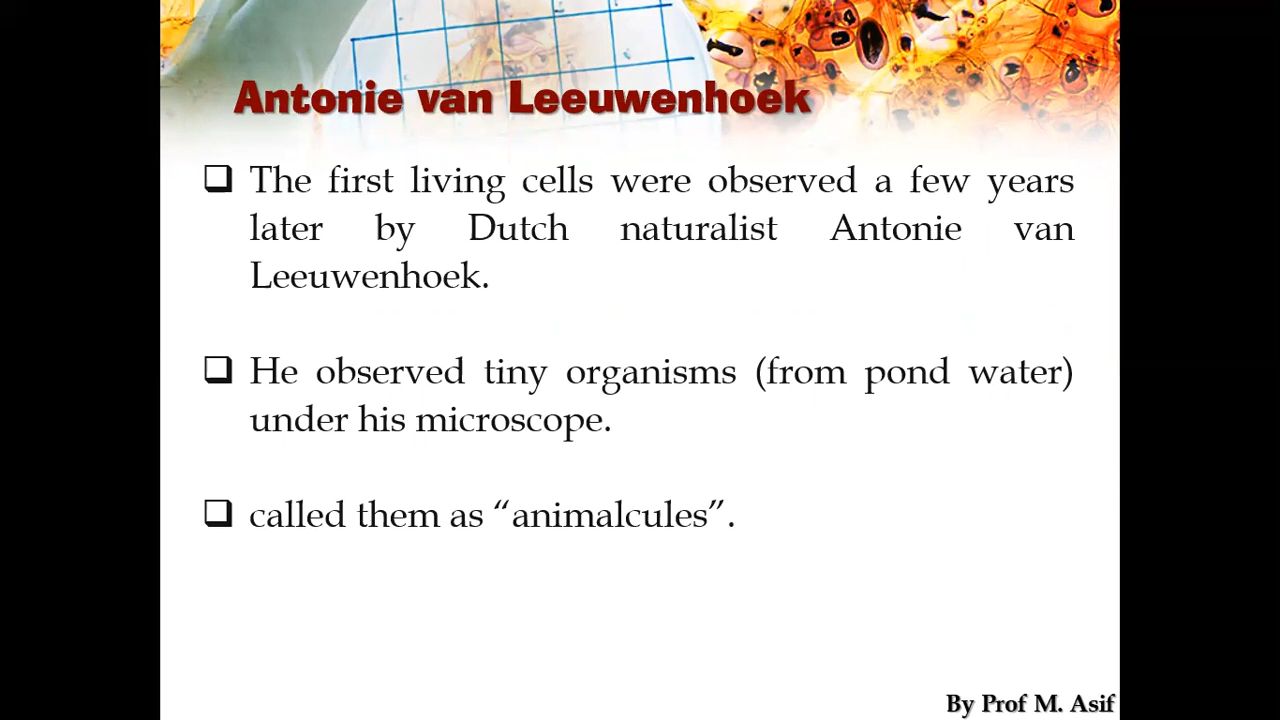 Antonie van Leeuwenhoek
The first living cells were observed a few years
later by Dutch naturalist Antonie van
Leeuwenhoek.
He observed tiny organisms (from pond water)
under his microscope.
called them as “animalcules”.
By Prof M. Asif